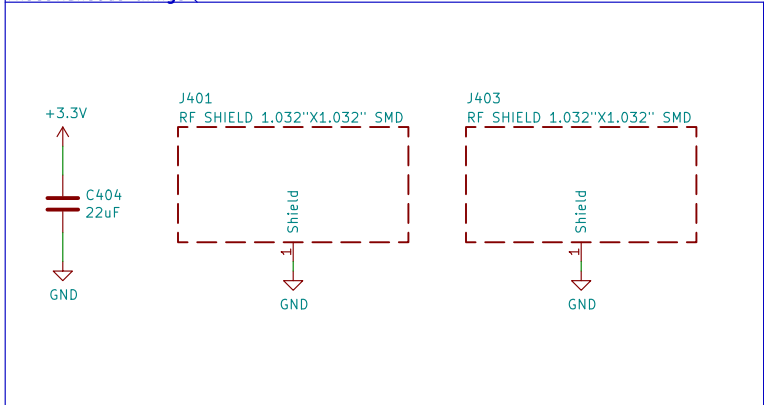 +3.3V
C404
22uF
GND
J401
RF SHIELD 1.032"X1.032" SMD
Shield
1
GND
J403
RF SHIELD 1.032"X1.032" SMD
Shield
1
GND